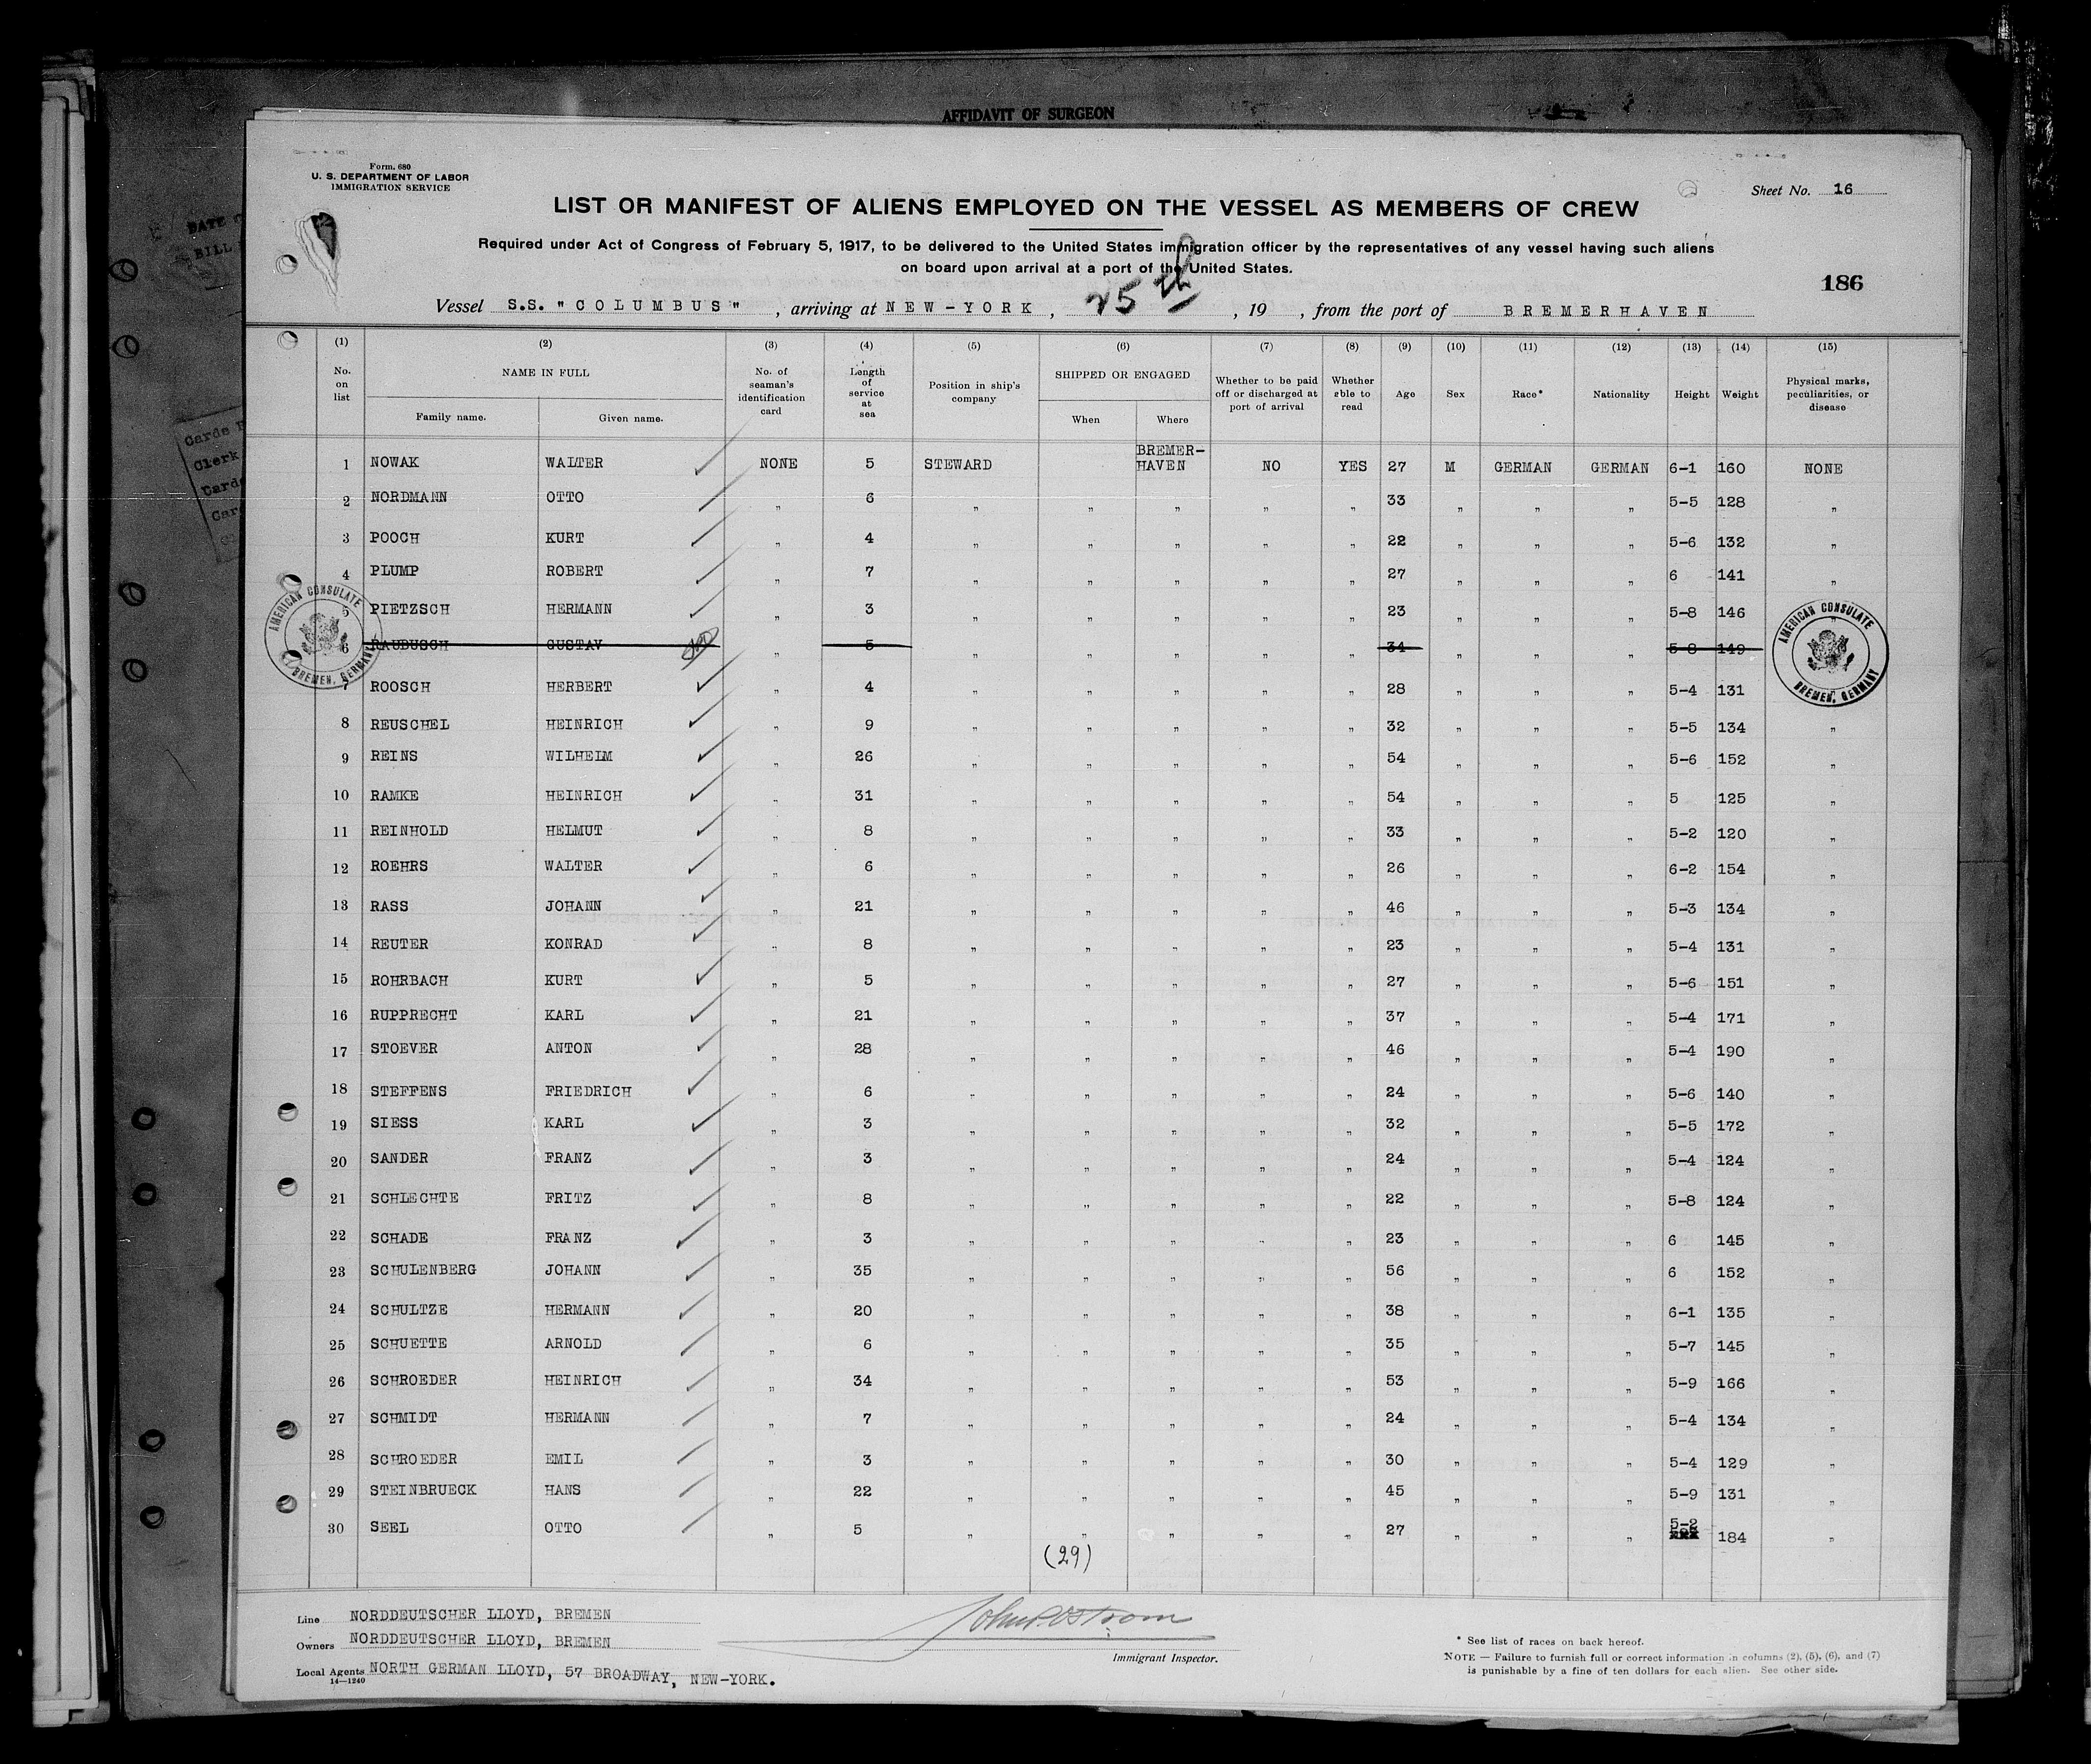 AFFIDAVIT OF SURGEON
Form. 680
U. S. DEPARTMENT OF LABOR
IMMIGRATION SERVICE
Sheet No. 16
LIST OR MANIFEST OF ALIENS EMPLOYED ON THE VESSEL AS MEMBERS OF CREW
Required under Act of Congress of February 5, 1917, to be delivered to the United States immigration officer by the representatives of any vessel having such aliens
on board upon arrival at a port of the United States.
186
Vessel S.S. "COLUMBUS", arriving at NEW-YORK, 25th, 19 , from the port of BREMERHAVEN
(1) (2) (3) (4) (5) (6) (7) (8) (9) (10) (11) (12) (13) (14) (15)
No. on list NAME IN FULL Family name. Given name. No. of seaman's identification card Length of service at sea Position in ship's company SHIPPED OR ENGAGED When Where Whether to be paid off or discharged at port of arrival Whether able to read Age Sex Race* Nationality Height Weight Physical marks, peculiarities, or disease
1 NOWAK WALTER NONE 5 STEWARD BREMER-HAVEN NO YES 27 M GERMAN GERMAN 6-1 160 NONE
2 NORDMANN OTTO " 6 " " " " " 33 " " " 5-5 128 "
3 POOCH KURT " 4 " " " " " 22 " " " 5-6 132 "
4 PLUMP ROBERT " 7 " " " " " 27 " " " 6 141 "
5 PIETZSCH HERMANN " 3 " " " " " 23 " " " 5-8 146 "
6 RAUBUSCH GUSTAV " 5 " " " " " 34 " " " 5-8 149
7 ROOSCH HERBERT " 4 " " " " " 28 " " " 5-4 131 "
8 REUSCHEL HEINRICH " 9 " " " " " 32 " " " 5-5 134 "
9 REINS WILHELM " 26 " " " " " 54 " " " 5-6 152 "
10 RAMKE HEINRICH " 31 " " " " " 54 " " " 5 125 "
11 REINHOLD HELMUT " 8 " " " " " 33 " " " 5-2 120 "
12 ROEHRS WALTER " 6 " " " " " 26 " " " 6-2 154 "
13 RASS JOHANN " 21 " " " " " 46 " " " 5-3 134 "
14 REUTER KONRAD " 8 " " " " " 23 " " " 5-4 131 "
15 ROHRBACH KURT " 5 " " " " " 27 " " " 5-6 151 "
16 RUPPRECHT KARL " 21 " " " " " 37 " " " 5-4 171 "
17 STOEVER ANTON " 28 " " " " " 46 " " " 5-4 190 "
18 STEFFENS FRIEDRICH " 6 " " " " " 24 " " " 5-6 140 "
19 SIESS KARL " 3 " " " " " 32 " " " 5-5 172 "
20 SANDER FRANZ " 3 " " " " " 24 " " " 5-4 124 "
21 SCHLECHTE FRITZ " 8 " " " " " 22 " " " 5-8 124 "
22 SCHADE FRANZ " 3 " " " " " 23 " " " 6 145 "
23 SCHULENBERG JOHANN " 35 " " " " " 56 " " " 6 152 "
24 SCHULTZE HERMANN " 20 " " " " " 38 " " " 6-1 135 "
25 SCHUETTE ARNOLD " 6 " " " " " 35 " " " 5-7 145 "
26 SCHROEDER HEINRICH " 34 " " " " " 53 " " " 5-9 166 "
27 SCHMIDT HERMANN " 7 " " " " " 24 " " " 5-4 134 "
28 SCHROEDER EMIL " 3 " " " " " 30 " " " 5-4 129 "
29 STEINBRUECK HANS " 22 " " " " " 45 " " " 5-9 131 "
30 SEEL OTTO " 5 " " " " " 27 " " " 5-2 184 "
(29)
AMERICAN CONSULATE
BREMEN, GERMANY
AMERICAN CONSULATE
BREMEN, GERMANY
Line NORDDEUTSCHER LLOYD, BREMEN
Owners NORDDEUTSCHER LLOYD, BREMEN
Local Agents NORTH GERMAN LLOYD, 57 BROADWAY, NEW-YORK.
14—1240
Immigrant Inspector.
* See list of races on back hereof.
NOTE — Failure to furnish full or correct information in columns (2), (5), (6), and (7)
is punishable by a fine of ten dollars for each alien. See other side.